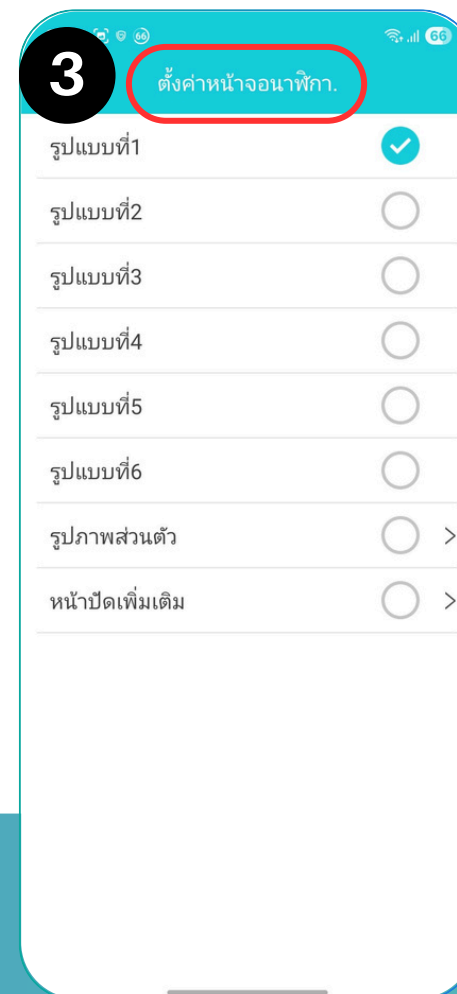 66
66
3
ตั้งค่าหน้าจอนาฬิกา.
รูปแบบที่1
รูปแบบที่2
รูปแบบที่3
รูปแบบที่4
รูปแบบที่5
รูปแบบที่6
รูปภาพส่วนตัว
หน้าปัดเพิ่มเติม